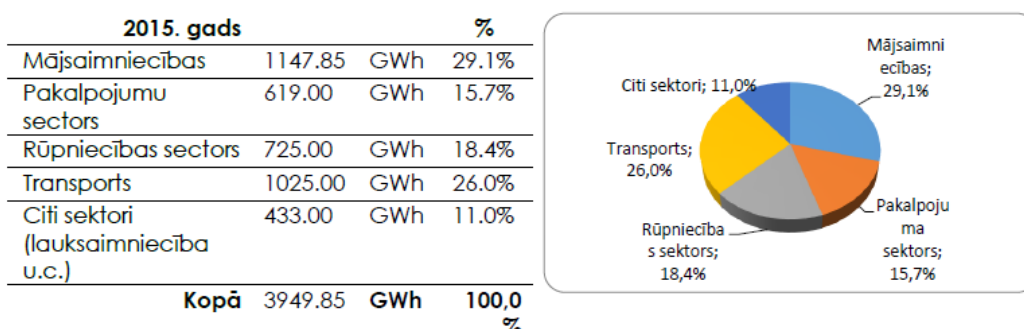 2015. gads %
Mājsaimniecības 1147.85 GWh 29.1%
Pakalpojumu 619.00 GWh 15.7%
sectors
Rūpniecības sektors 725.00 GWh 18.4%
Transports 1025.00 GWh 26.0%
Citi sektori 433.00 GWh 11.0%
(lauksaimniecība
u.c.)
Kopā 3949.85 GWh 100,0
%
Mājsaimni
ecības;
29,1%
Pakalpoju
ma
sektors;
15,7%
Rūpniecība
s sektors;
18,4%
Transports;
26,0%
Citi sektori; 11,0%